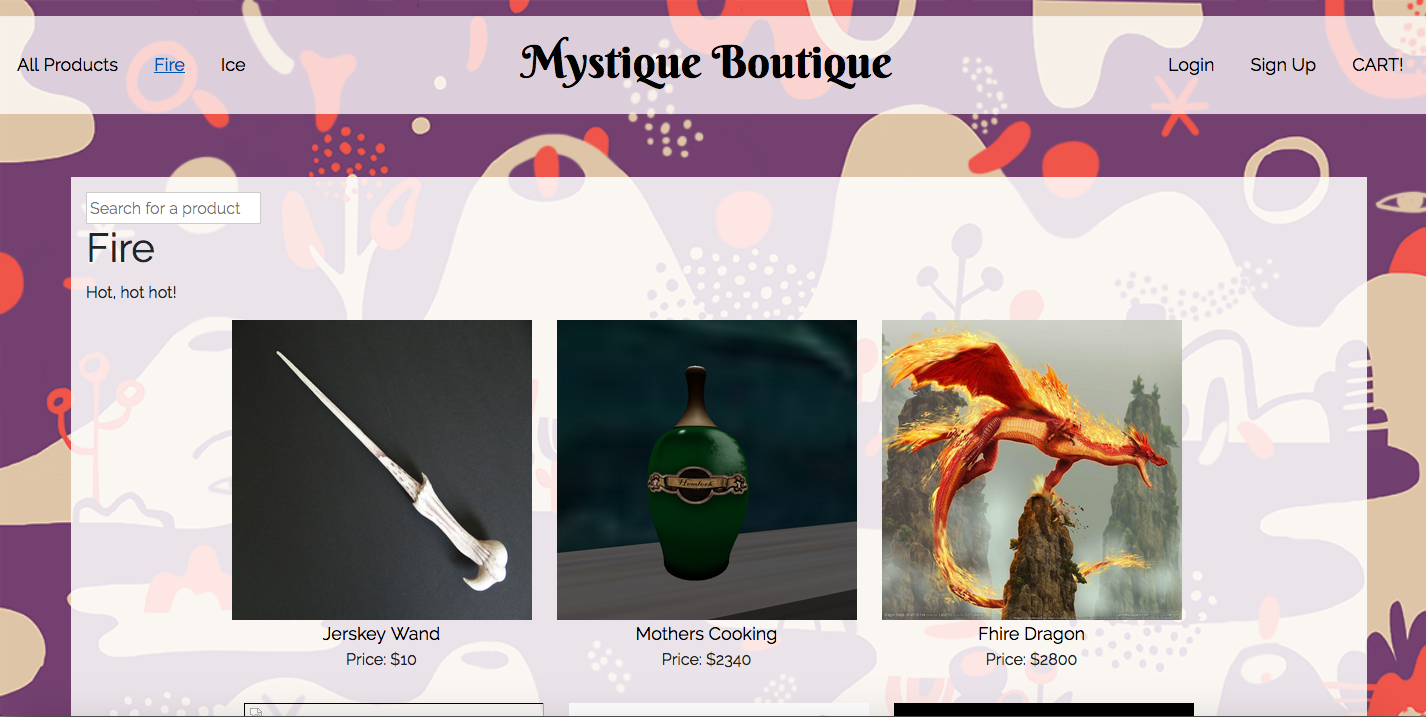 All Products Fire Ice Mystique Boutique Login Sign Up CART!
Search for a product
Fire
Hot, hot hot!
Hemlock
Jerskey Wand Mothers Cooking Fhire Dragon
Price: $10 Price: $2340 Price: $2800